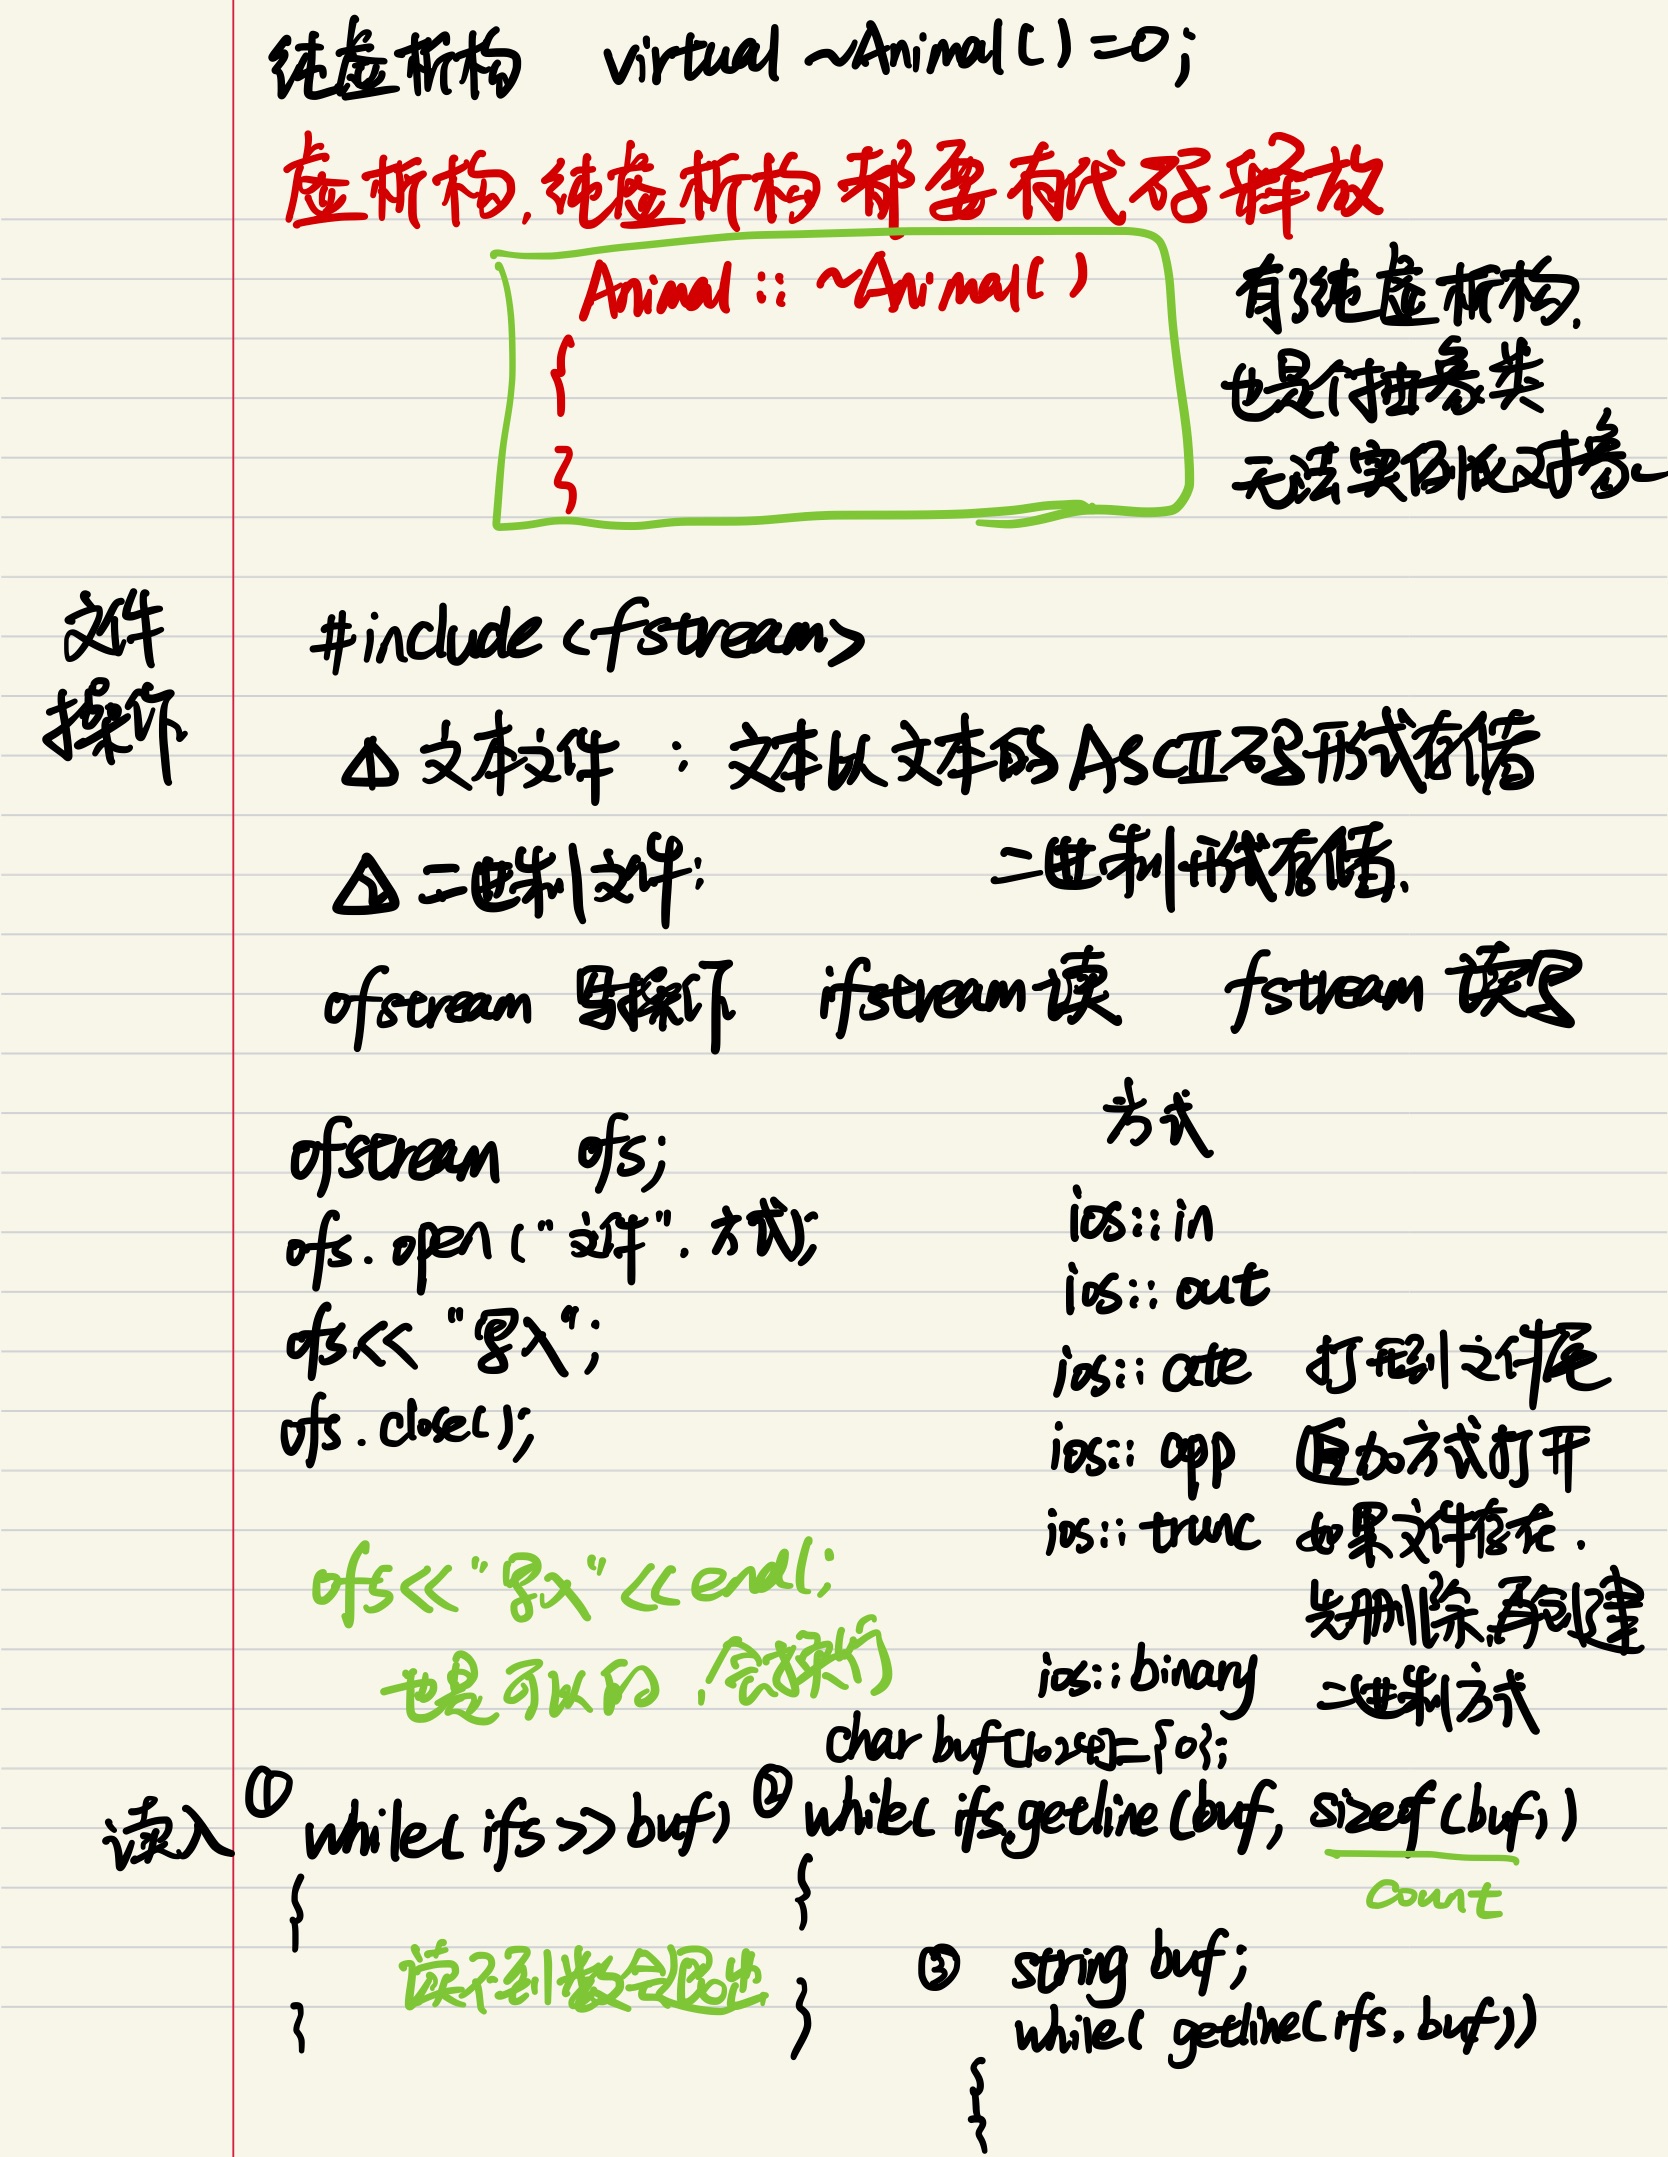 纯虚析构 virtual ~Animal()=0;
虚析构,纯虚析构都要有代码释放
Animal :: ~Animal()
{
}
有了纯虚析构,
也是个抽象类
无法实例化对象
文件
操作
#include <fstream>
① 文本文件 : 文本以文本的ASCII码形式存储
② 二进制文件: 二进制形式存储.
ofstream 写操作 ifstream 读 fstream 读写
ofstream ofs;
ofs.open("文件".方式);
ofs<< "写入";
ofs.close();
ofs<<"写入"<<endl;
也是可以的,会换行
方式
ios::in
ios::out
ios::ate 打开到文件尾
ios::app 追加方式打开
ios::trunc 如果文件存在.
先删除,再创建
ios::binary 二进制方式
读入
① while( ifs>>buf)
{
读不到数会退出
}
char buf[1024]={0};
② while( ifs.getline(buf, sizeof(buf))
count
{
}
③ string buf;
while( getline(ifs, buf))
{